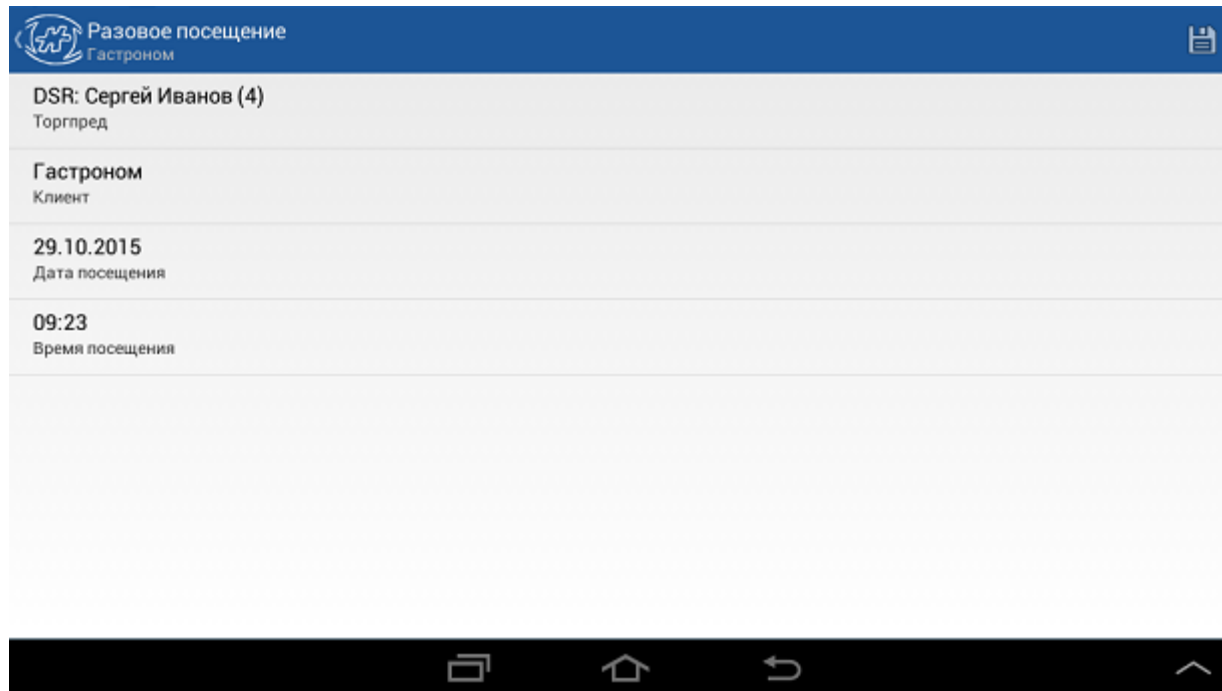 Разовое посещение
Гастроном
DSR: Сергей Иванов (4)
Торгпред
Гастроном
Клиент
29.10.2015
Дата посещения
09:23
Время посещения